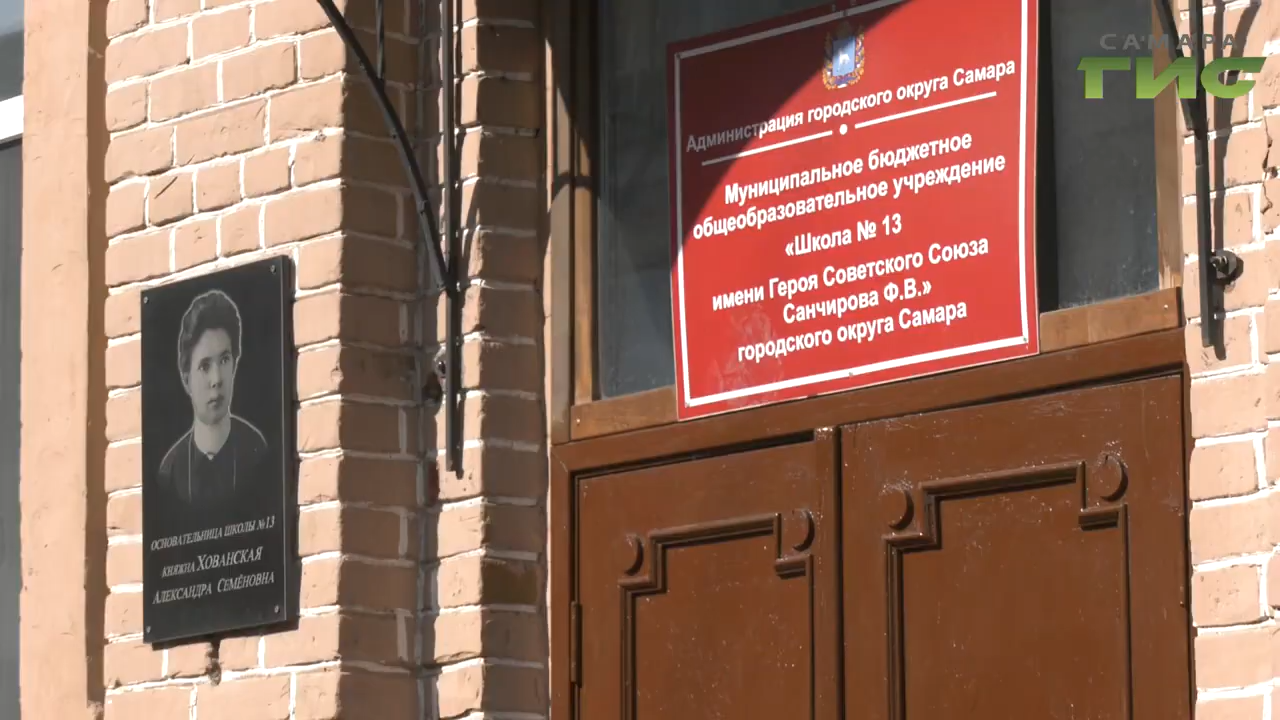 САМАРА
ГИС
Администрация городского округа Самара
Муниципальное бюджетное
общеобразовательное учреждение
«Школа № 13
имени Героя Советского Союза
Санчирова Ф.В.»
городского округа Самара
ОСНОВАТЕЛЬНИЦА ШКОЛЫ №13
КНЯЖНА ХОВАНСКАЯ
АЛЕКСАНДРА СЕМЁНОВНА